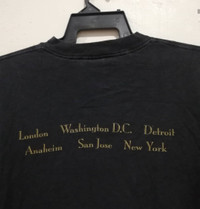 London Washington D.C. Detroit
Anaheim San Jose New York